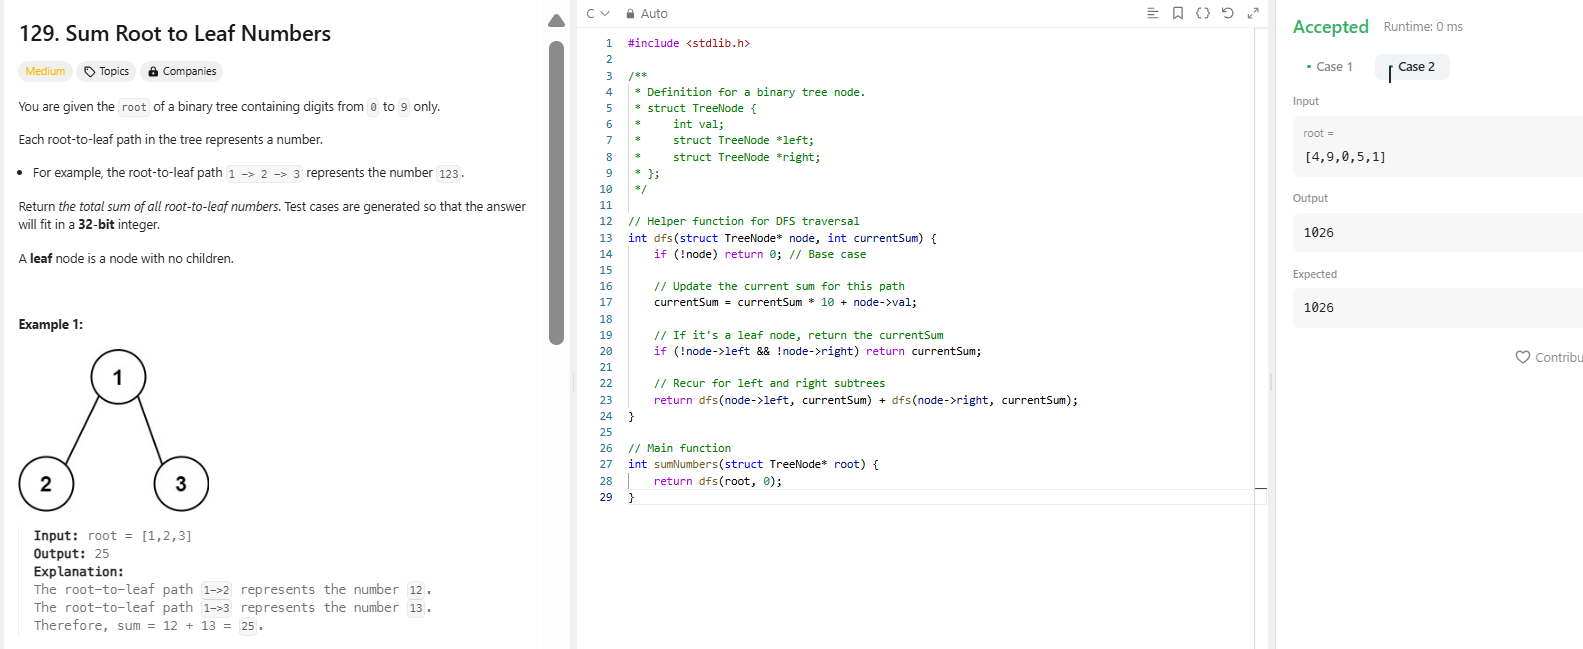 129. Sum Root to Leaf Numbers
Medium Topics Companies
You are given the root of a binary tree containing digits from 0 to 9 only.
Each root-to-leaf path in the tree represents a number.
• For example, the root-to-leaf path 1 -> 2 -> 3 represents the number 123.
Return the total sum of all root-to-leaf numbers. Test cases are generated so that the answer
will fit in a 32-bit integer.
A leaf node is a node with no children.
Example 1:
1
2 3
Input: root = [1,2,3]
Output: 25
Explanation:
The root-to-leaf path 1->2 represents the number 12.
The root-to-leaf path 1->3 represents the number 13.
Therefore, sum = 12 + 13 = 25.
C Auto
1 #include <stdlib.h>
2
3 /**
4 * Definition for a binary tree node.
5 * struct TreeNode {
6 *     int val;
7 *     struct TreeNode *left;
8 *     struct TreeNode *right;
9 * };
10 */
11
12 // Helper function for DFS traversal
13 int dfs(struct TreeNode* node, int currentSum) {
14     if (!node) return 0; // Base case
15
16     // Update the current sum for this path
17     currentSum = currentSum * 10 + node->val;
18
19     // If it's a leaf node, return the currentSum
20     if (!node->left && !node->right) return currentSum;
21
22     // Recur for left and right subtrees
23     return dfs(node->left, currentSum) + dfs(node->right, currentSum);
24 }
25
26 // Main function
27 int sumNumbers(struct TreeNode* root) {
28     return dfs(root, 0);
29 }
Accepted Runtime: 0 ms
• Case 1 • Case 2
Input
root =
[4,9,0,5,1]
Output
1026
Expected
1026
Contribu